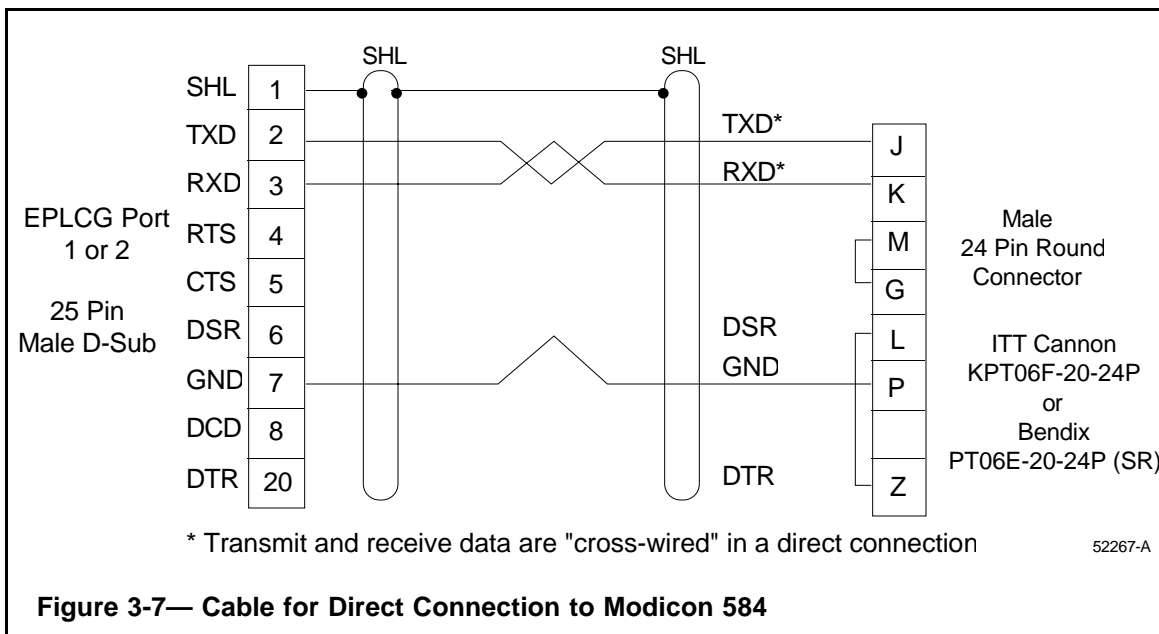 SHL SHL
SHL 1
TXD 2 TXD* J
RXD 3 RXD* K
EPLCG Port
1 or 2
RTS 4 M
CTS 5 G
25 Pin
Male D-Sub
DSR 6 DSR L
GND 7 GND P
DCD 8
DTR 20 DTR Z
Male
24 Pin Round
Connector
ITT Cannon
KPT06F-20-24P
or
Bendix
PT06E-20-24P (SR)
* Transmit and receive data are "cross-wired" in a direct connection
52267-A
Figure 3-7— Cable for Direct Connection to Modicon 584